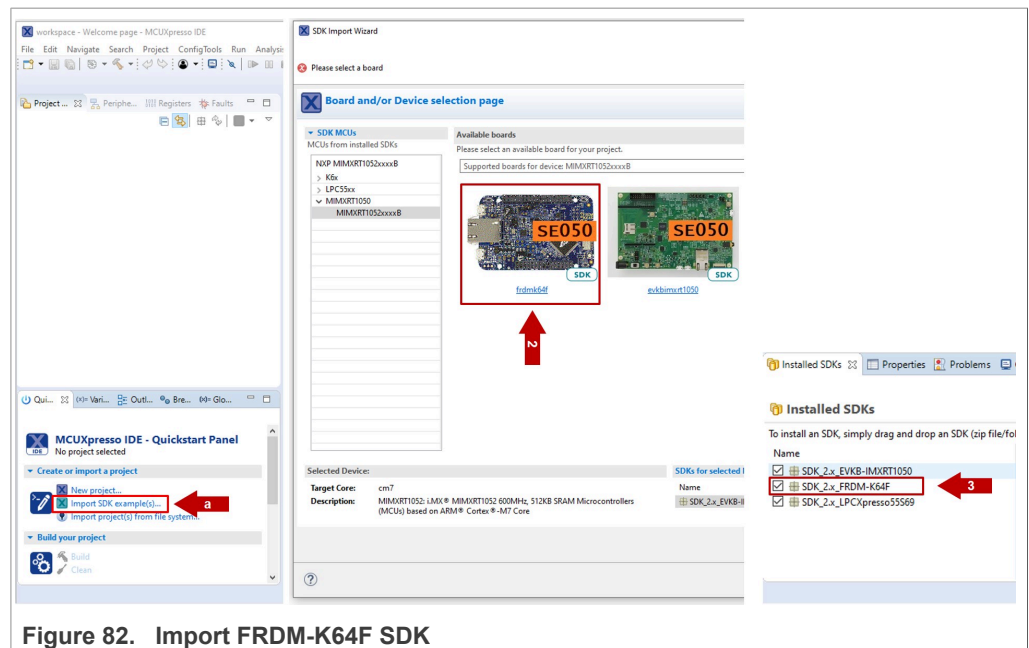 workspace - Welcome page - MCUXpresso IDE
File Edit Navigate Search Project ConfigTools Run Analysis
Project ... Periphe... Registers Faults
Qui... (x)= Vari... Outl... Bre... (x)= Glo...
MCUXpresso IDE - Quickstart Panel
IDE No project selected
Create or import a project
New project...
Import SDK example(s)...
a
Import project(s) from file system...
Build your project
Build
Clean
SDK Import Wizard
Please select a board
Board and/or Device selection page
SDK MCUs
MCUs from installed SDKs
NXP MIMXRT1052xxxxB
K6x
LPC55xx
MIMXRT1050
MIMXRT1052xxxxB
Available boards
Please select an available board for your project.
Supported boards for device: MIMXRT1052xxxxB
SE050
SDK
frdmk64f
SE050
SDK
evkbimxrt1050
2
Selected Device:
Target Core: cm7
Description: MIMXRT1052: i.MX® MIMXRT1052 600MHz, 512KB SRAM Microcontrollers
(MCUs) based on ARM® Cortex®-M7 Core
SDKs for selected
Name
SDK_2.x_EVKB-I
Installed SDKs Properties Problems
Installed SDKs
To install an SDK, simply drag and drop an SDK (zip file/fol
Name
SDK_2.x_EVKB-IMXRT1050
SDK_2.x_FRDM-K64F
3
SDK_2.x_LPCXpresso55S69
Figure 82. Import FRDM-K64F SDK